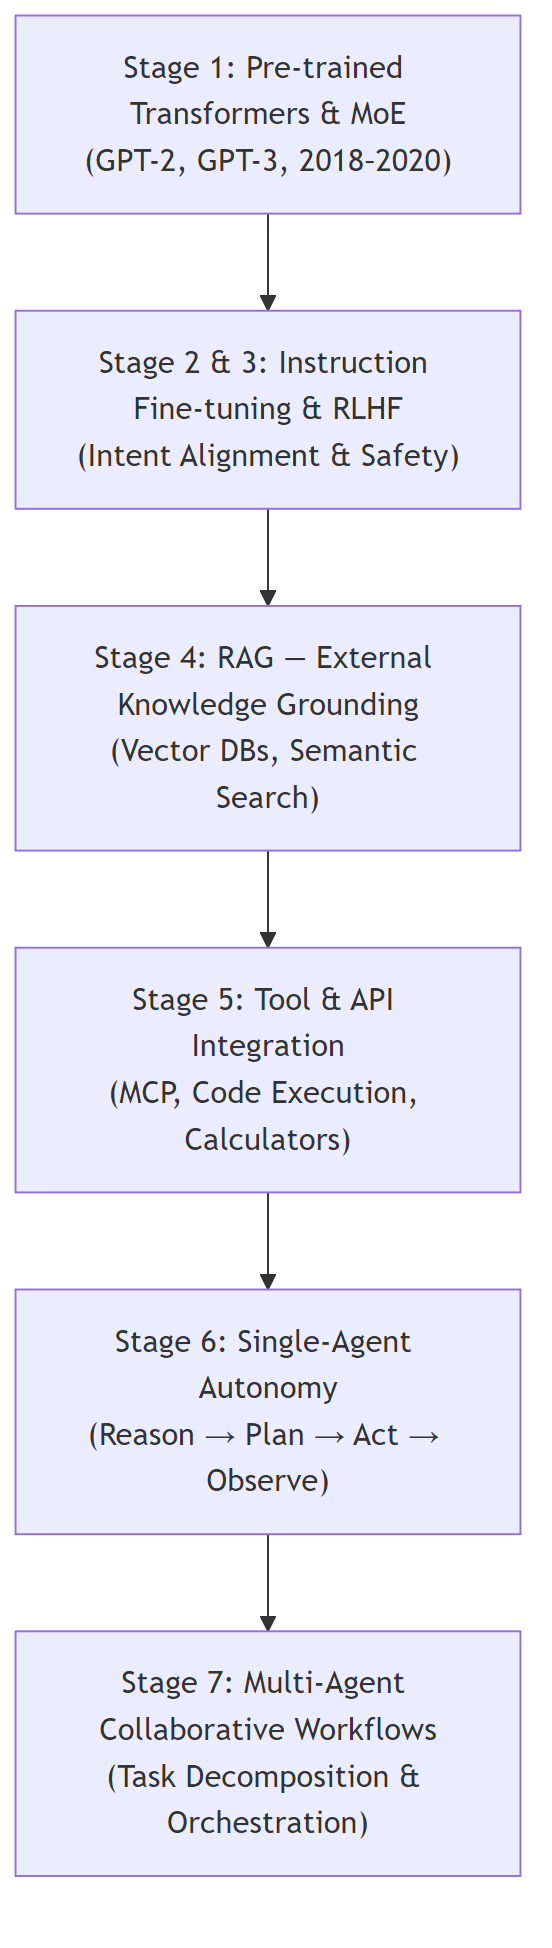 Stage 1: Pre-trained
Transformers & MoE
(GPT-2, GPT-3, 2018–2020)
Stage 2 & 3: Instruction
Fine-tuning & RLHF
(Intent Alignment & Safety)
Stage 4: RAG — External
Knowledge Grounding
(Vector DBs, Semantic
Search)
Stage 5: Tool & API
Integration
(MCP, Code Execution,
Calculators)
Stage 6: Single-Agent
Autonomy
(Reason → Plan → Act →
Observe)
Stage 7: Multi-Agent
Collaborative Workflows
(Task Decomposition &
Orchestration)